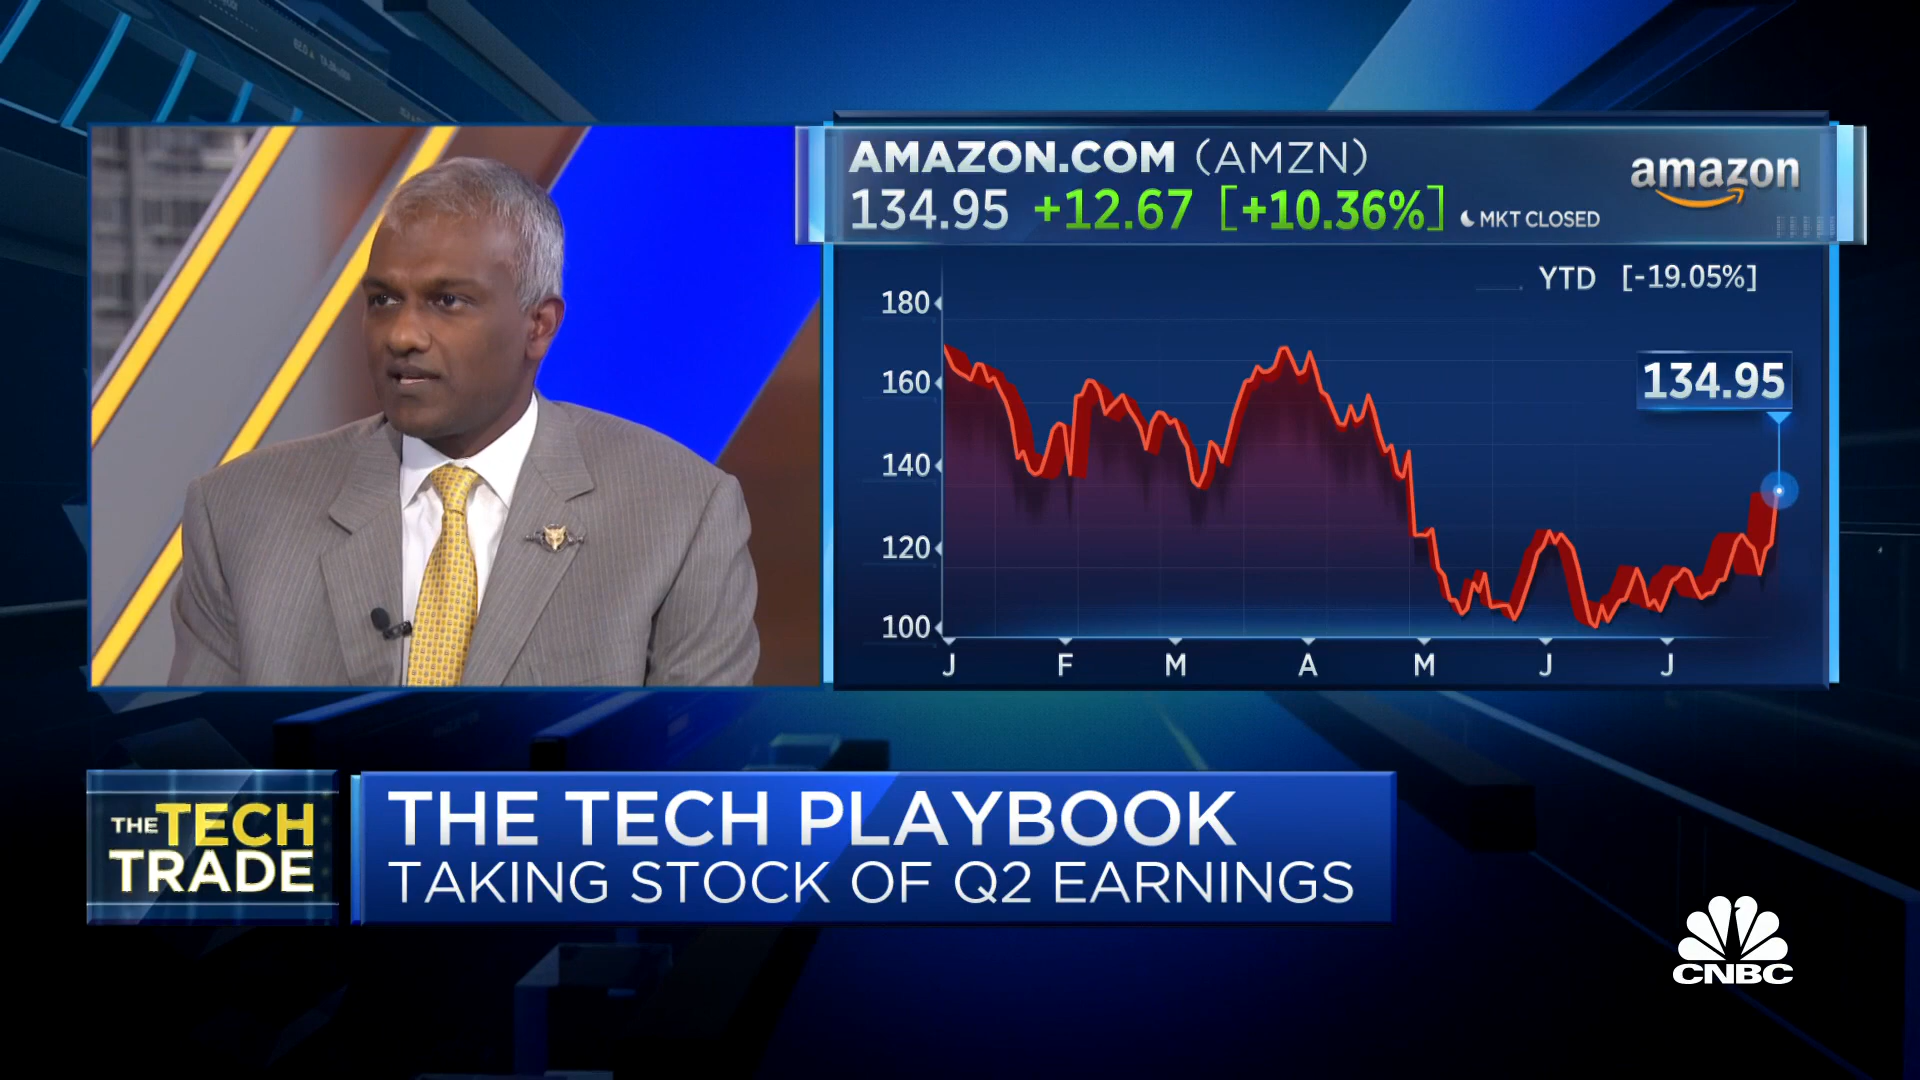 AMAZON.COM (AMZN)
134.95 +12.67 [+10.36%] MKT CLOSED
amazon
YTD [-19.05%]
180
160
140
120
100
134.95
J F M A M J J
THE TECH
TRADE
THE TECH PLAYBOOK
TAKING STOCK OF Q2 EARNINGS
CNBC